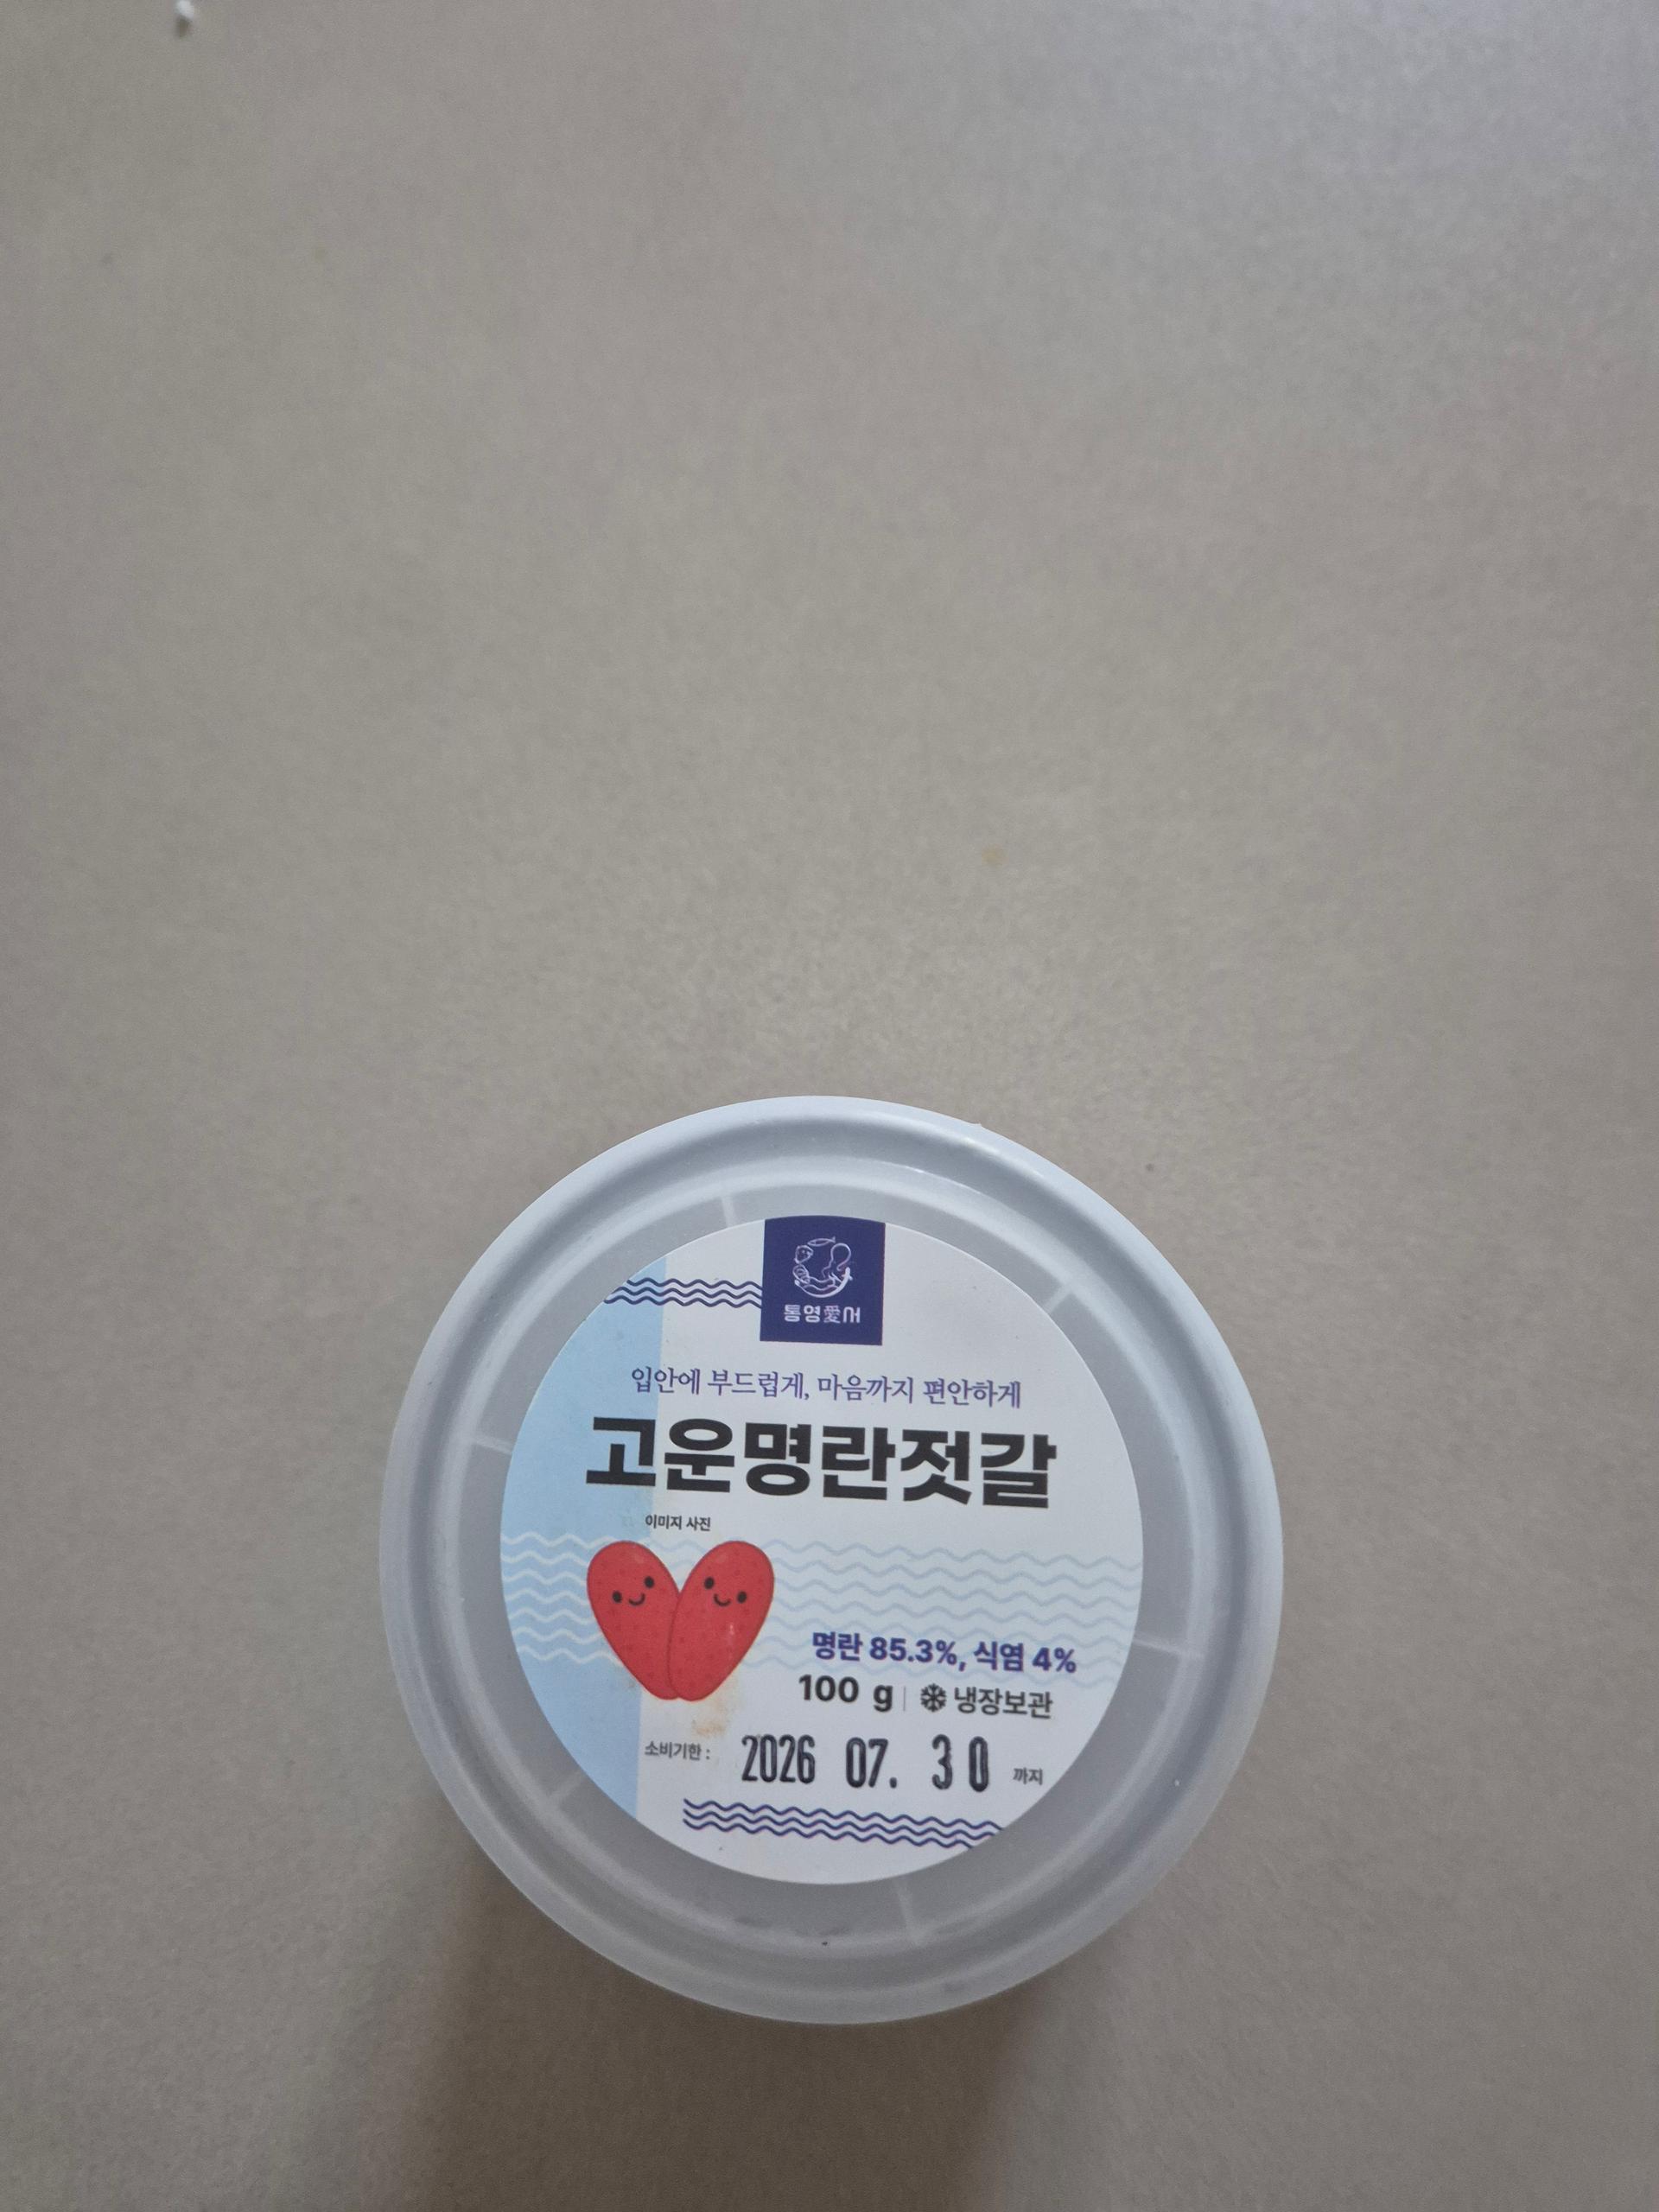 통영愛서
입안에 부드럽게, 마음까지 편안하게
고운명란젓갈
이미지 사진
명란 85.3%, 식염 4%
100 g | 냉장보관
소비기한 : 2026 07. 30 까지